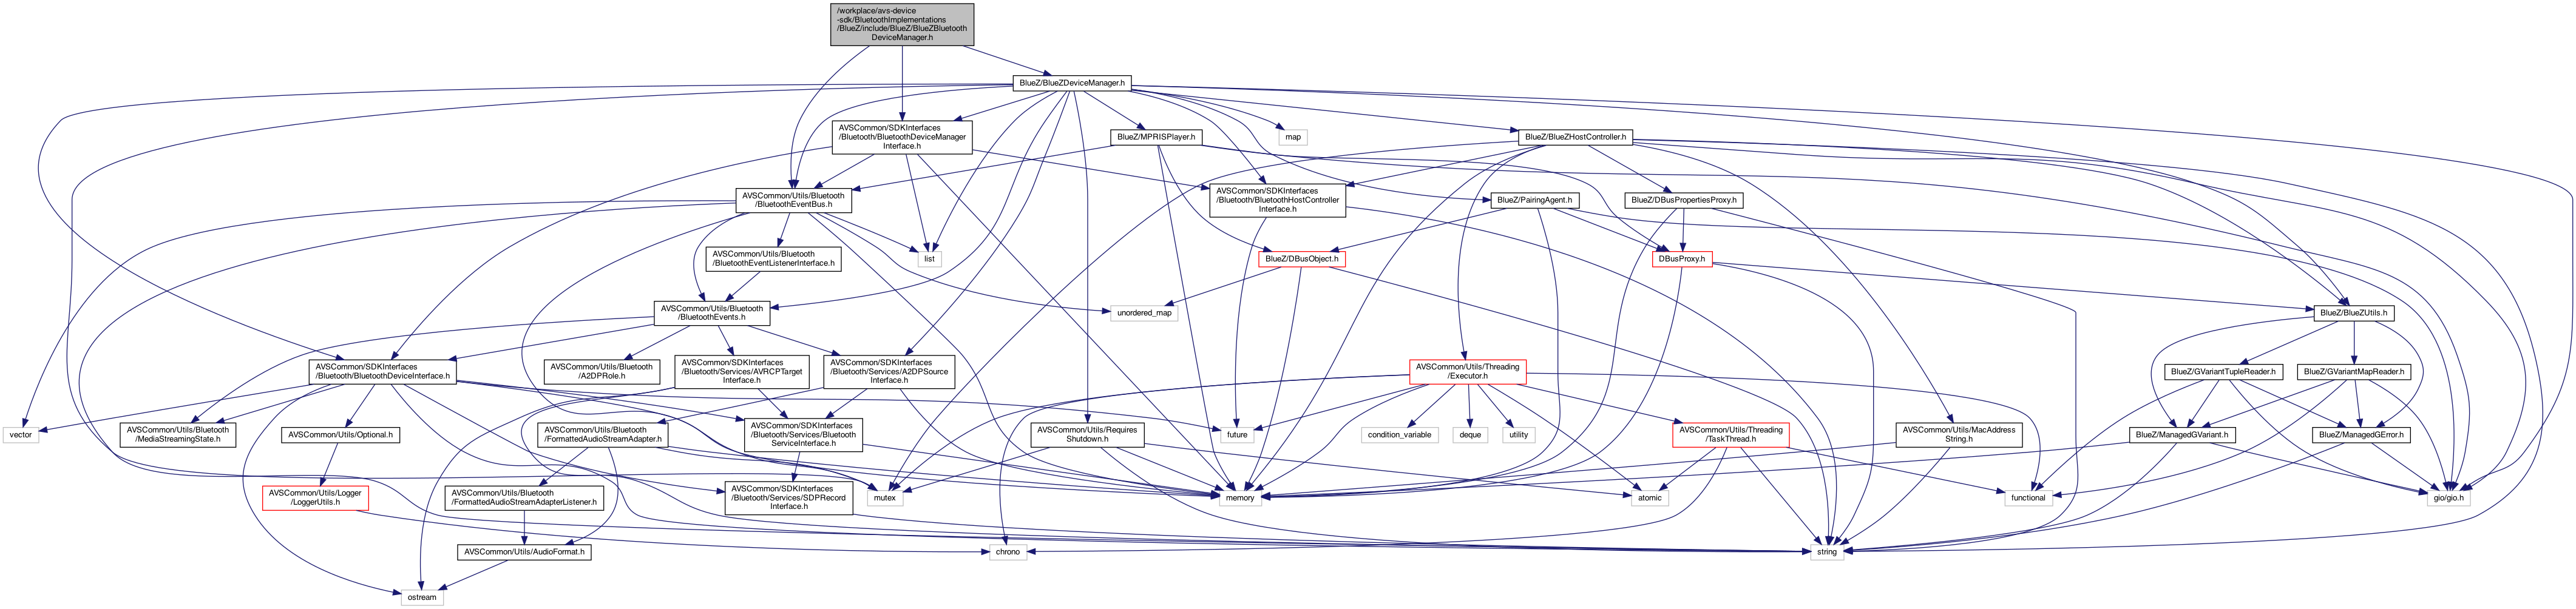 /workplace/avs-device
-sdk/BluetoothImplementations
/BlueZ/include/BlueZ/BlueZBluetooth
DeviceManager.h
BlueZ/BlueZDeviceManager.h
AVSCommon/SDKInterfaces
/Bluetooth/BluetoothDeviceManager
Interface.h
BlueZ/MPRISPlayer.h
map
BlueZ/BlueZHostController.h
AVSCommon/Utils/Bluetooth
/BluetoothEventBus.h
AVSCommon/SDKInterfaces
/Bluetooth/BluetoothHostController
Interface.h
BlueZ/PairingAgent.h
BlueZ/DBusPropertiesProxy.h
AVSCommon/Utils/Bluetooth
/BluetoothEventListenerInterface.h
list
BlueZ/DBusObject.h
DBusProxy.h
AVSCommon/Utils/Bluetooth
/BluetoothEvents.h
unordered_map
BlueZ/BlueZUtils.h
AVSCommon/SDKInterfaces
/Bluetooth/BluetoothDeviceInterface.h
AVSCommon/Utils/Bluetooth
/A2DPRole.h
AVSCommon/SDKInterfaces
/Bluetooth/Services/AVRCPTarget
Interface.h
AVSCommon/SDKInterfaces
/Bluetooth/Services/A2DPSource
Interface.h
AVSCommon/Utils/Threading
/Executor.h
BlueZ/GVariantTupleReader.h
BlueZ/GVariantMapReader.h
vector
AVSCommon/Utils/Bluetooth
/MediaStreamingState.h
AVSCommon/Utils/Optional.h
AVSCommon/Utils/Bluetooth
/FormattedAudioStreamAdapter.h
AVSCommon/SDKInterfaces
/Bluetooth/Services/Bluetooth
ServiceInterface.h
AVSCommon/Utils/Requires
Shutdown.h
future
condition_variable
deque
utility
AVSCommon/Utils/Threading
/TaskThread.h
AVSCommon/Utils/MacAddress
String.h
BlueZ/ManagedGVariant.h
BlueZ/ManagedGError.h
AVSCommon/Utils/Logger
/LoggerUtils.h
AVSCommon/Utils/Bluetooth
/FormattedAudioStreamAdapterListener.h
AVSCommon/SDKInterfaces
/Bluetooth/Services/SDPRecord
Interface.h
mutex
memory
atomic
functional
gio/gio.h
AVSCommon/Utils/AudioFormat.h
chrono
string
ostream